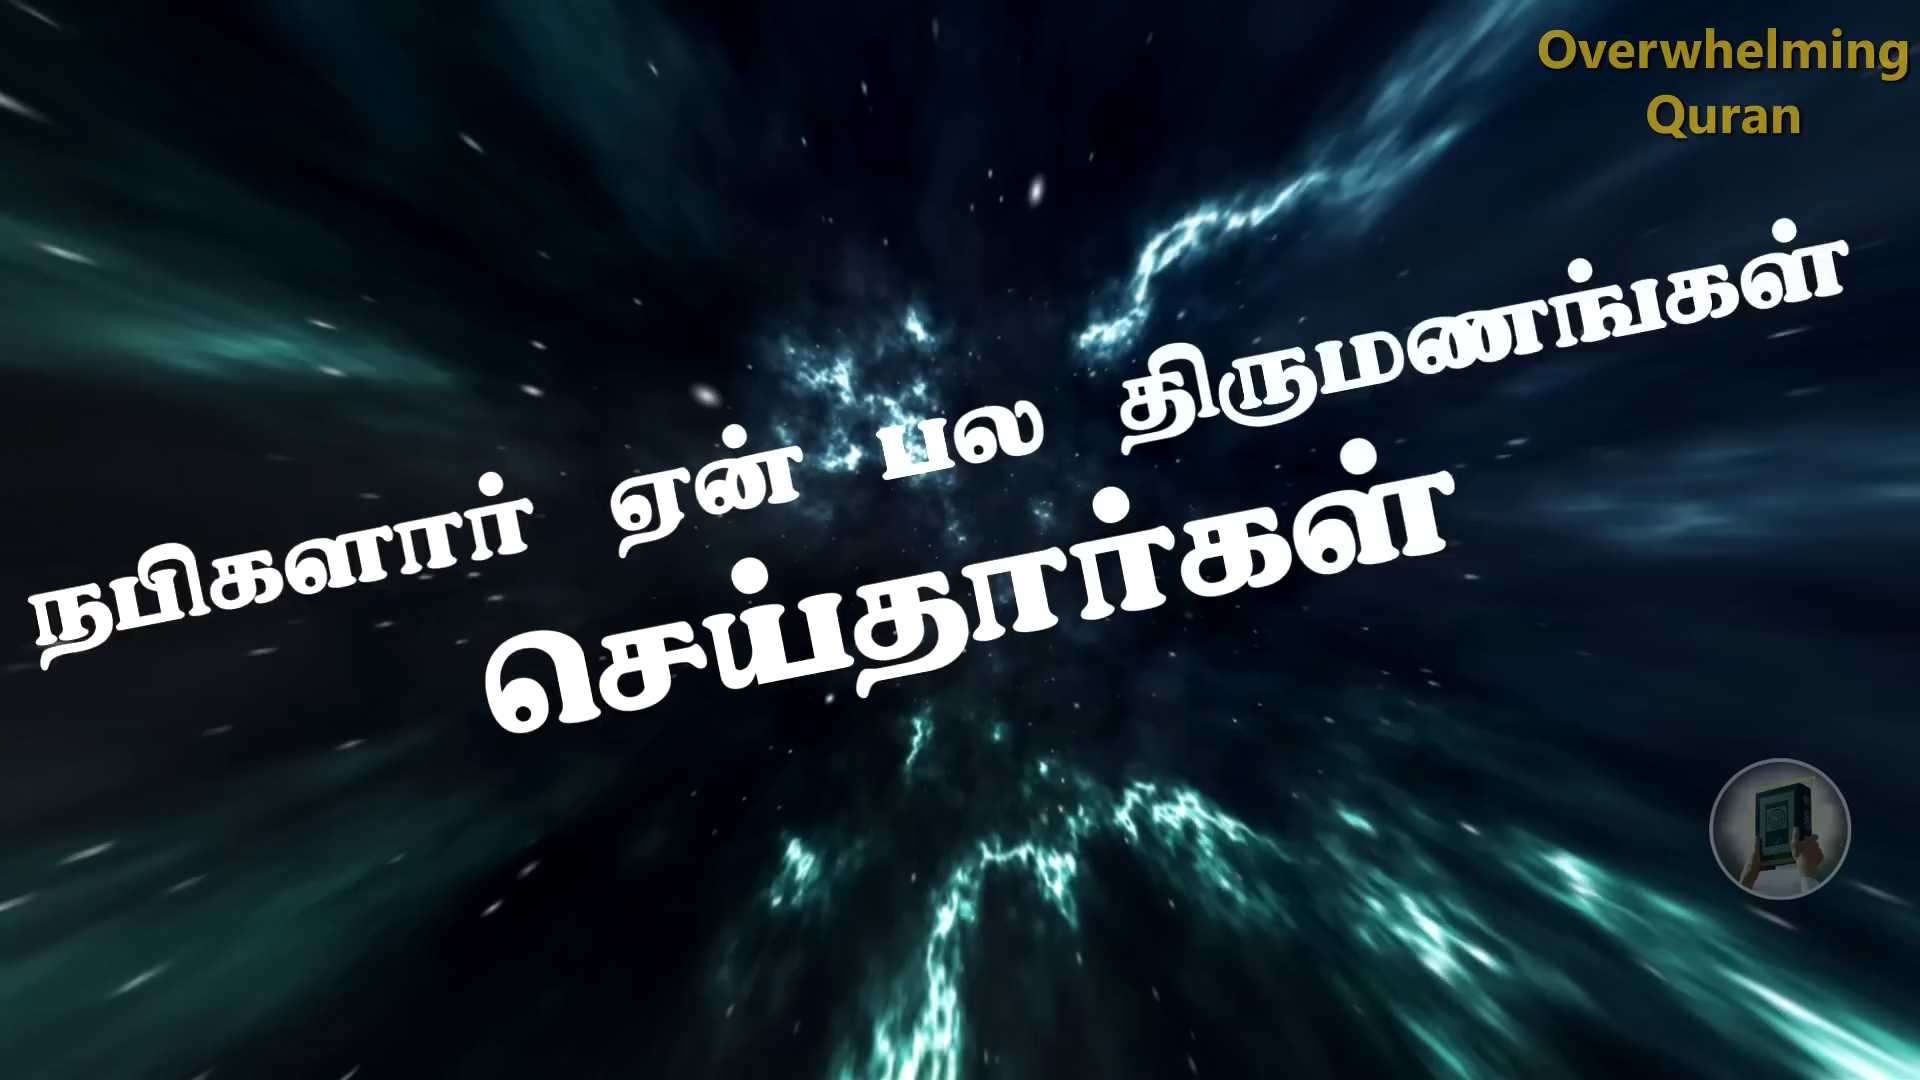 Overwhelming
Quran
நபிகளார் ஏன் பல திருமணங்கள்
செய்தார்கள்